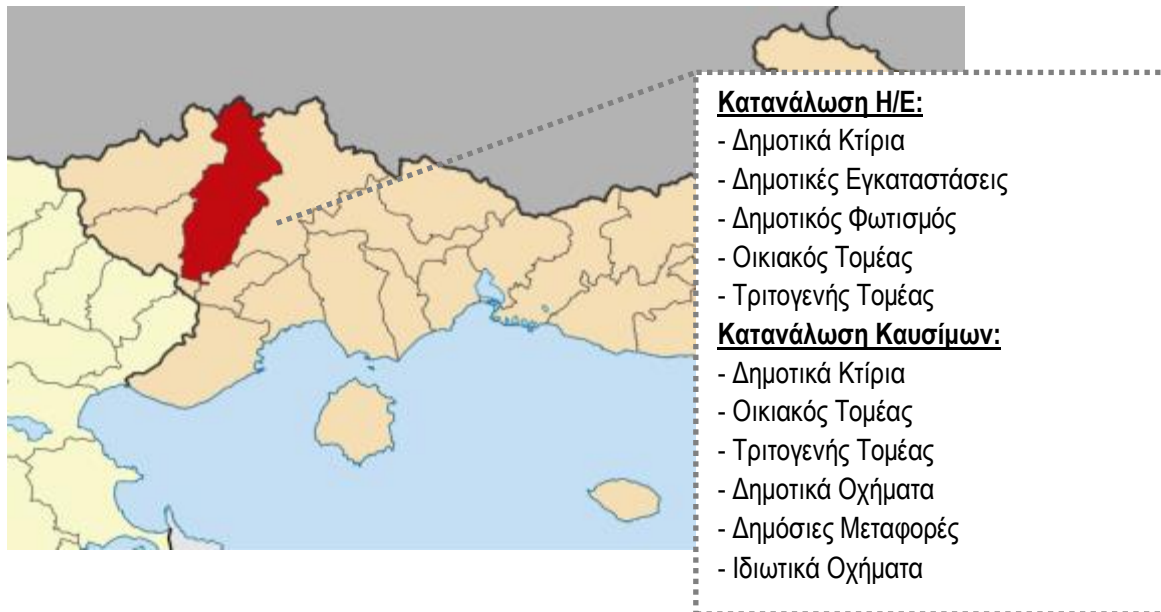 Κατανάλωση Η/Ε:
- Δημοτικά Κτίρια
- Δημοτικές Εγκαταστάσεις
- Δημοτικός Φωτισμός
- Οικιακός Τομέας
- Τριτογενής Τομέας
Κατανάλωση Καυσίμων:
- Δημοτικά Κτίρια
- Οικιακός Τομέας
- Τριτογενής Τομέας
- Δημοτικά Οχήματα
- Δημόσιες Μεταφορές
- Ιδιωτικά Οχήματα